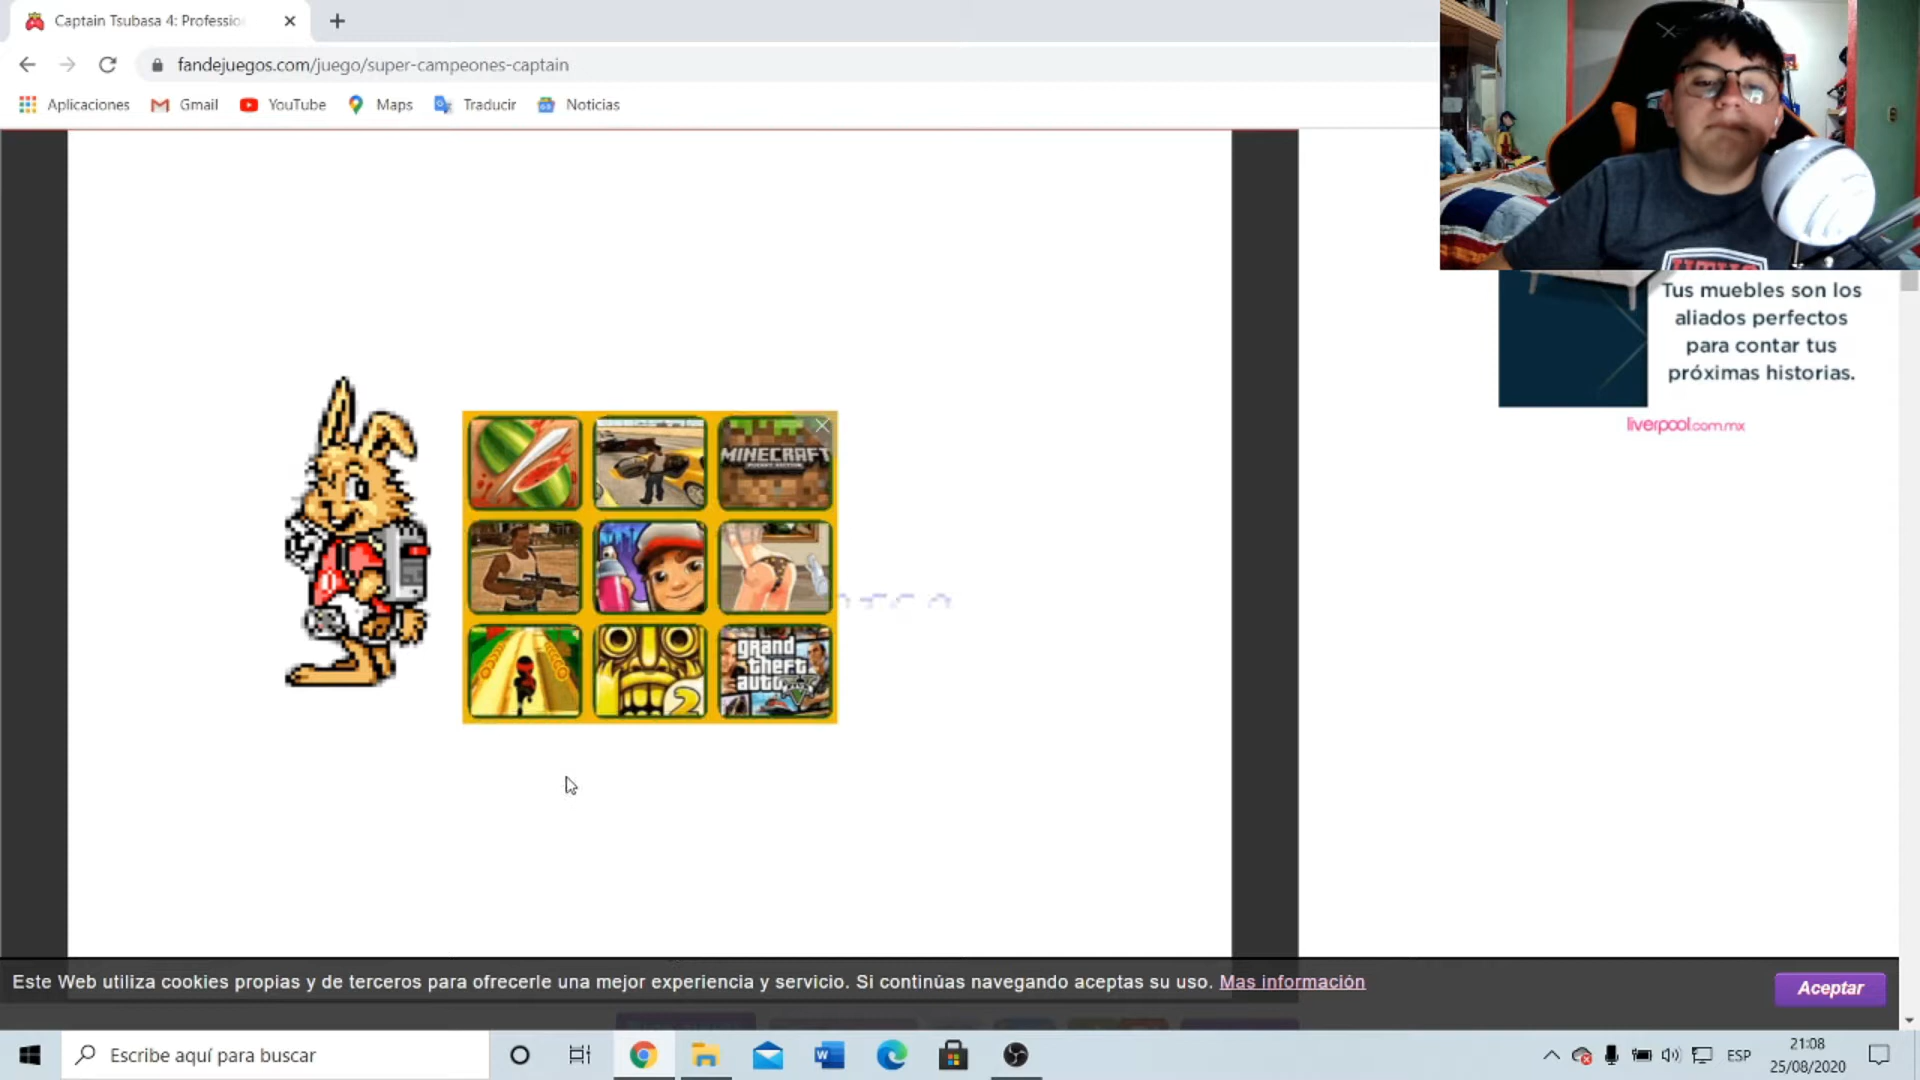 Captain Tsubasa 4: Professio
fandejuegos.com/juego/super-campeones-captain
Aplicaciones Gmail YouTube Maps Traducir Noticias
Tus muebles son los
aliados perfectos
para contar tus
próximas historias.
liverpool.com.mx
MINECRAFT
POCKET EDITION
2
grand
theft
auto
V
Este Web utiliza cookies propias y de terceros para ofrecerle una mejor experiencia y servicio. Si continúas navegando aceptas su uso. Mas información
Aceptar
Escribe aquí para buscar
ESP
21:08
25/08/2020